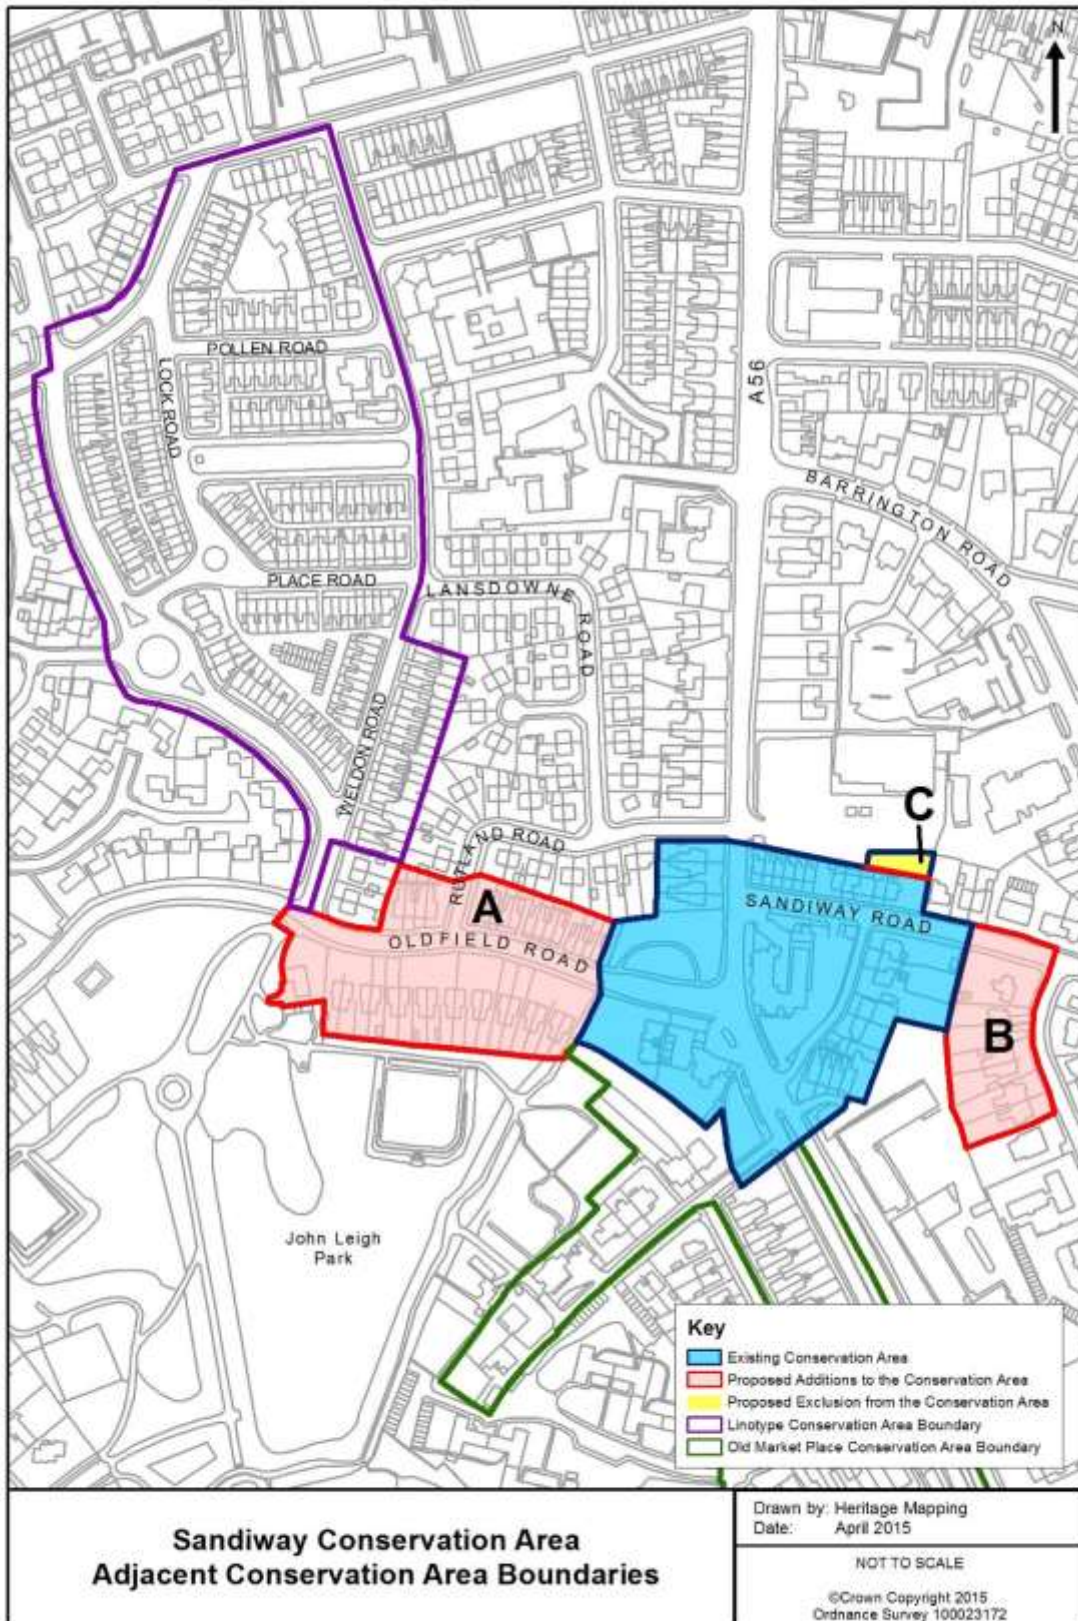 N
POLLEN ROAD
LOCK ROAD
A56
BARRINGTON ROAD
PLACE ROAD
LANSDOWNE ROAD
WELDON ROAD
RUTLAND ROAD
C
A
SANDIWAY ROAD
OLDFIELD ROAD
B
John Leigh
Park
Key
Existing Conservation Area
Proposed Additions to the Conservation Area
Proposed Exclusion from the Conservation Area
Linotype Conservation Area Boundary
Old Market Place Conservation Area Boundary
Sandiway Conservation Area
Adjacent Conservation Area Boundaries
Drawn by: Heritage Mapping
Date: April 2015
NOT TO SCALE
©Crown Copyright 2015
Ordnance Survey 100023172